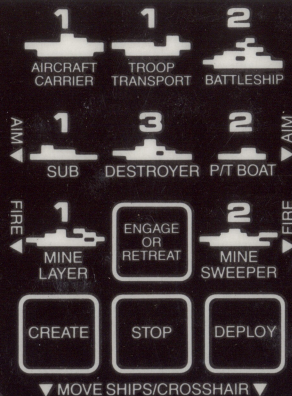 1 1 2
AIRCRAFT CARRIER
TROOP TRANSPORT
BATTLESHIP
AIM AIM
1 3 2
SUB DESTROYER P/T BOAT
FIRE FIRE
1 2
MINE LAYER
ENGAGE OR RETREAT
MINE SWEEPER
CREATE STOP DEPLOY
▼ MOVE SHIPS/CROSSHAIR ▼